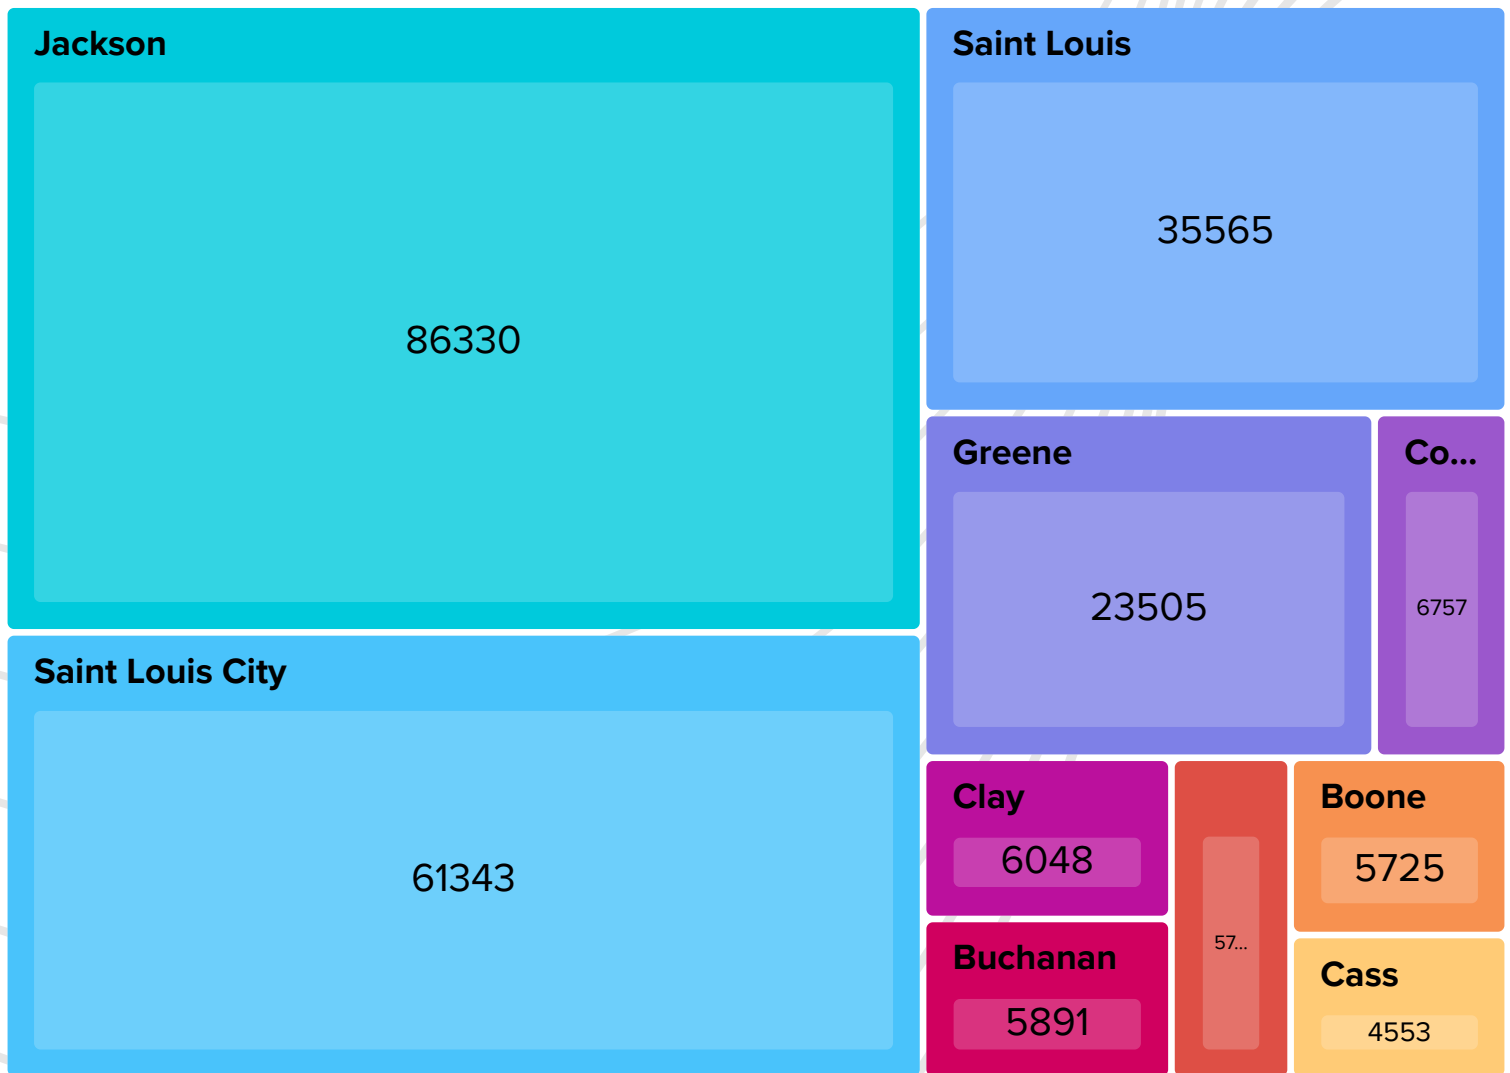 Jackson
86330
Saint Louis
35565
Greene
23505
Co...
6757
Saint Louis City
61343
Clay
6048
57...
Boone
5725
Buchanan
5891
Cass
4553